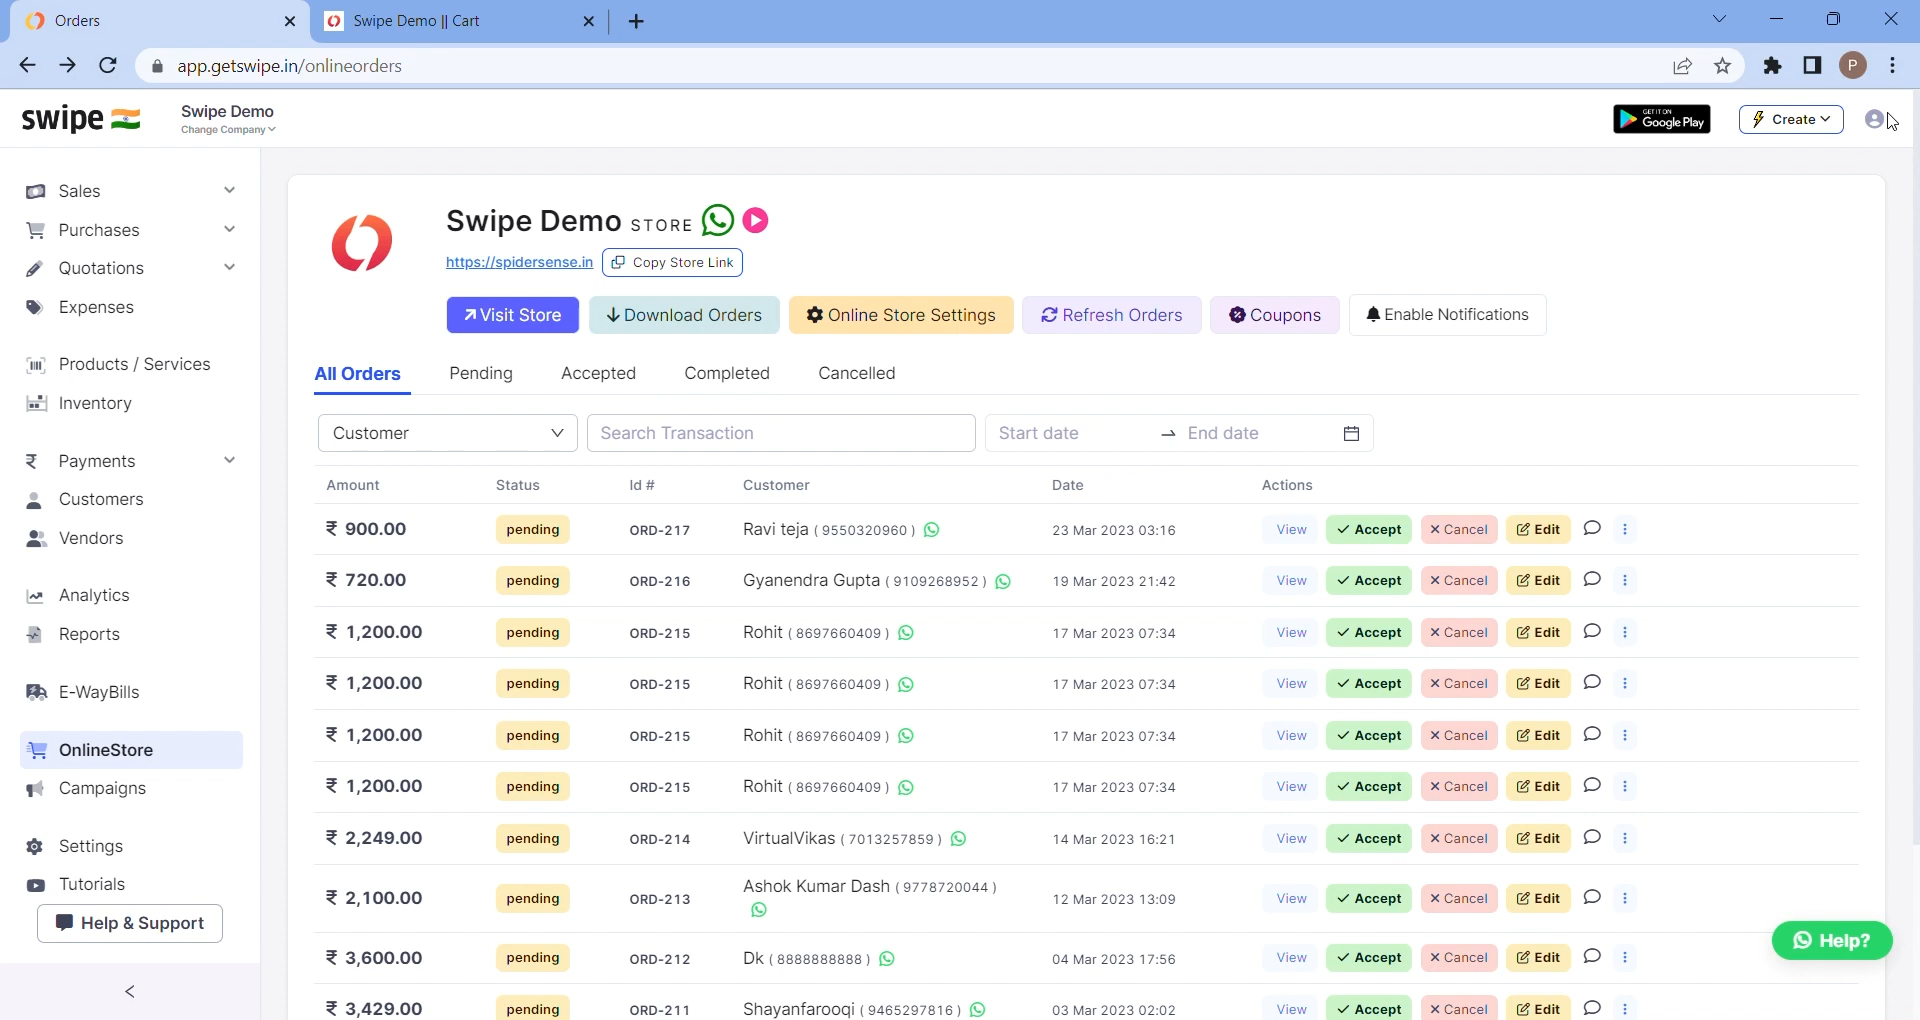 Orders
Swipe Demo || Cart
app.getswipe.in/onlineorders
P
swipe
Swipe Demo
Change Company
GET IT ON
Google Play
Create
Sales
Purchases
Quotations
Expenses
Products / Services
Inventory
Payments
Customers
Vendors
Analytics
Reports
E-WayBills
OnlineStore
Campaigns
Settings
Tutorials
Help & Support
Swipe Demo STORE
https://spidersense.in Copy Store Link
Visit Store Download Orders Online Store Settings Refresh Orders Coupons Enable Notifications
All Orders Pending Accepted Completed Cancelled
Customer Search Transaction Start date → End date
Amount Status Id # Customer Date Actions
₹ 900.00 pending ORD-217 Ravi teja ( 9550320960 ) 23 Mar 2023 03:16 View Accept Cancel Edit
₹ 720.00 pending ORD-216 Gyanendra Gupta ( 9109268952 ) 19 Mar 2023 21:42 View Accept Cancel Edit
₹ 1,200.00 pending ORD-215 Rohit ( 8697660409 ) 17 Mar 2023 07:34 View Accept Cancel Edit
₹ 1,200.00 pending ORD-215 Rohit ( 8697660409 ) 17 Mar 2023 07:34 View Accept Cancel Edit
₹ 1,200.00 pending ORD-215 Rohit ( 8697660409 ) 17 Mar 2023 07:34 View Accept Cancel Edit
₹ 1,200.00 pending ORD-215 Rohit ( 8697660409 ) 17 Mar 2023 07:34 View Accept Cancel Edit
₹ 2,249.00 pending ORD-214 VirtualVikas ( 7013257859 ) 14 Mar 2023 16:21 View Accept Cancel Edit
₹ 2,100.00 pending ORD-213 Ashok Kumar Dash ( 9778720044 ) 12 Mar 2023 13:09 View Accept Cancel Edit
₹ 3,600.00 pending ORD-212 Dk ( 8888888888 ) 04 Mar 2023 17:56 View Accept Cancel Edit
₹ 3,429.00 pending ORD-211 Shayanfarooqi ( 9465297816 ) 03 Mar 2023 02:02 View Accept Cancel Edit
Help?